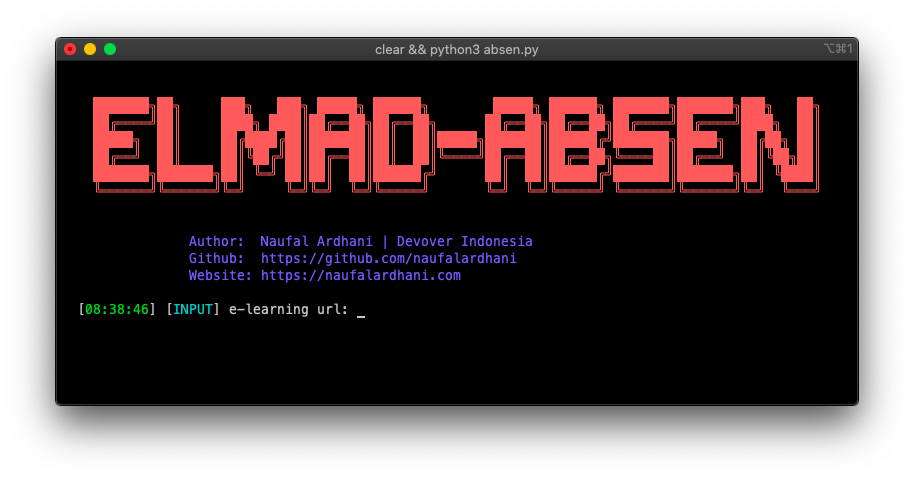 clear && python3 absen.py
⌥⌘1
ELMAD-ABSEN
Author: Naufal Ardhani | Devover Indonesia
Github: https://github.com/naufalardhani
Website: https://naufalardhani.com
[08:38:46] [INPUT] e-learning url: _